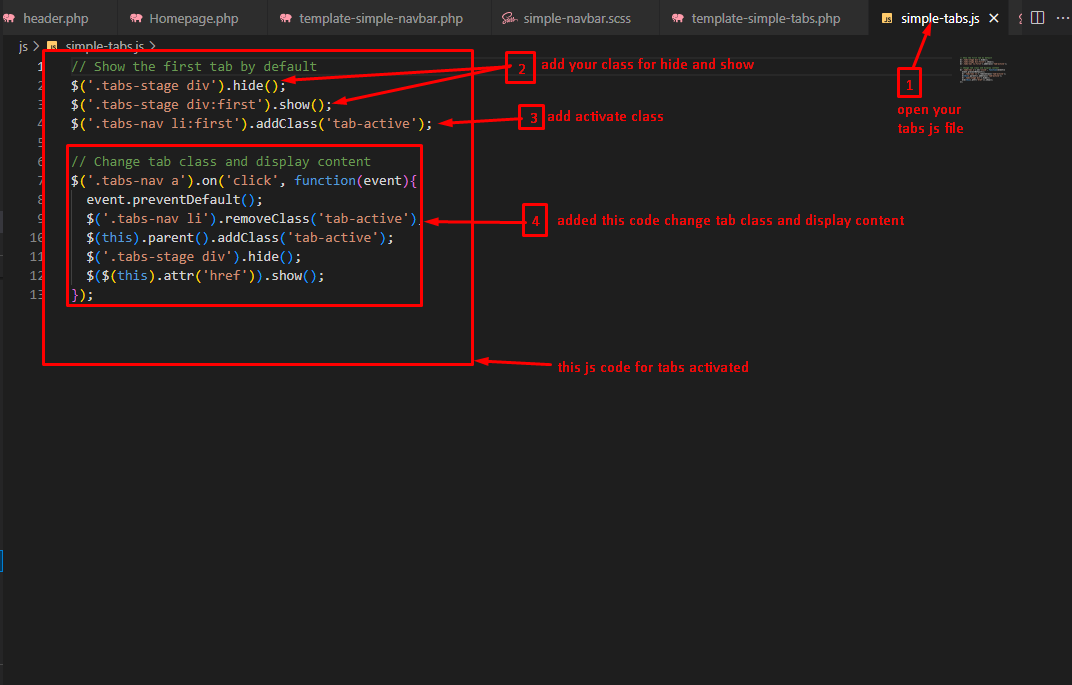 header.php Homepage.php template-simple-navbar.php simple-navbar.scss template-simple-tabs.php simple-tabs.js
js > simple-tabs.js >
1 // Show the first tab by default
2 $('.tabs-stage div').hide();
3 $('.tabs-stage div:first').show();
4 $('.tabs-nav li:first').addClass('tab-active');
5
6 // Change tab class and display content
7 $('.tabs-nav a').on('click', function(event){
8 event.preventDefault();
9 $('.tabs-nav li').removeClass('tab-active')
10 $(this).parent().addClass('tab-active');
11 $('.tabs-stage div').hide();
12 $($(this).attr('href')).show();
13 });
1
open your
tabs js file
2 add your class for hide and show
3 add activate class
4 added this code change tab class and display content
this js code for tabs activated